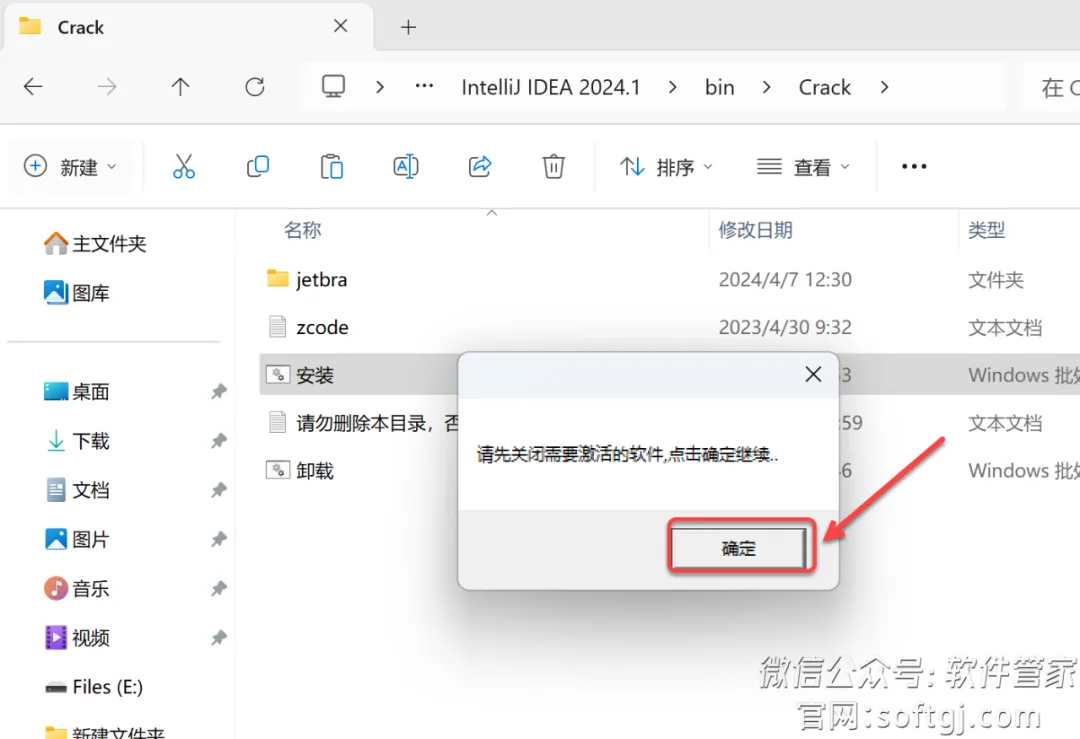 Crack
IntelliJ IDEA 2024.1 > bin > Crack >
在 C
新建
排序
查看
名称 修改日期 类型
主文件夹
图库
桌面
下载
文档
图片
音乐
视频
Files (E:)
新建文件夹
jetbra 2024/4/7 12:30 文件夹
zcode 2023/4/30 9:32 文本文档
安装 3 Windows 批处
请勿删除本目录，否 :59 文本文档
卸载 6 Windows 批处
请先关闭需要激活的软件,点击确定继续..
确定
微信公众号: 软件管家
官网:softgj.com